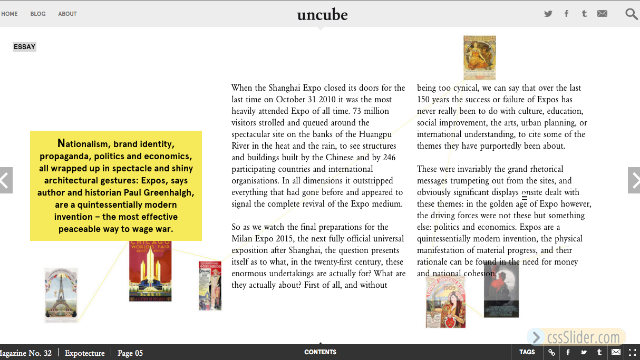 HOME BLOG ABOUT
uncube
ESSAY
Nationalism, brand identity,
propaganda, politics and economics,
all wrapped up in spectacle and shiny
architectural gestures: Expos, says
author and historian Paul Greenhalgh,
are a quintessentially modern
invention – the most effective
peaceable way to wage war.
CHICAGO
WORLD'S FAIR
When the Shanghai Expo closed its doors for the
last time on October 31 2010 it was the most
heavily attended Expo of all time. 73 million
visitors strolled and queued around the
spectacular site on the banks of the Huangpu
River in the heat and the rain, to see structures
and buildings built by the Chinese and by 246
participating countries and international
organisations. In all dimensions it outstripped
everything that had gone before and appeared to
signal the complete revival of the Expo medium.
So as we watch the final preparations for the
Milan Expo 2015, the next fully official universal
exposition after Shanghai, the question presents
itself as to what, in the twenty-first century, these
enormous undertakings are actually for? What are
they actually about? First of all, and without
being too cynical, we can say that over the last
150 years the success or failure of Expos has
never really been to do with culture, education,
social improvement, the arts, urban planning, or
international understanding, to cite some of the
themes they have purportedly been about.
These were invariably the grand rhetorical
messages trumpeting out from the sites, and
obviously significant displays onsite dealt with
these themes: in the golden age of Expo however,
the driving forces were not these but something
else: politics and economics. Expos are a
quintessentially modern invention, the physical
manifestation of material progress, and their
rationale can be found in the need for money
and national cohesion.
cssSlider.com
Magazine No. 32 Expotecture Page 05 CONTENTS TAGS